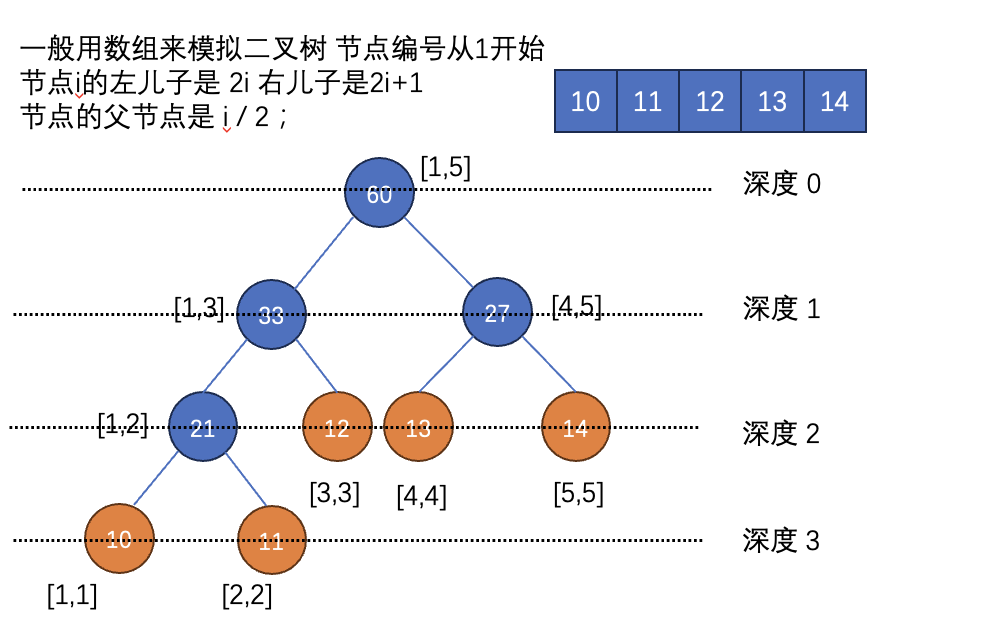 一般用数组来模拟二叉树 节点编号从1开始
节点i的左儿子是 2i 右儿子是2i+1
节点的父节点是 i / 2 ;
10 11 12 13 14
60 [1,5] 深度 0
[1,3] 33 27 [4,5] 深度 1
[1,2] 21 12 13 14 深度 2
[3,3] [4,4] [5,5]
10 11 深度 3
[1,1] [2,2]